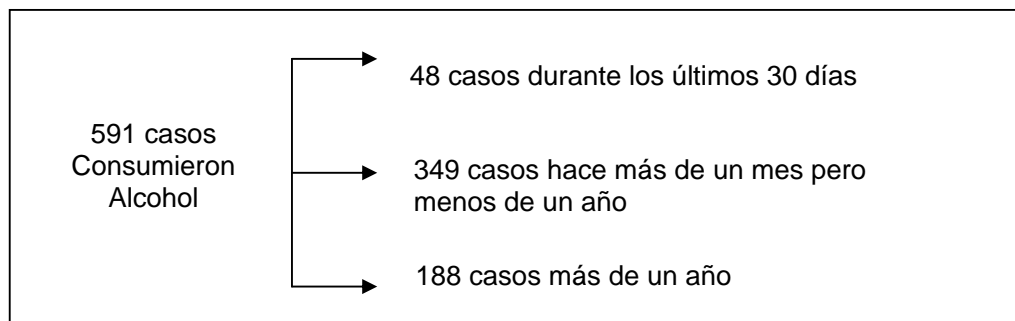 591 casos
Consumieron
Alcohol
48 casos durante los últimos 30 días
349 casos hace más de un mes pero
menos de un año
188 casos más de un año